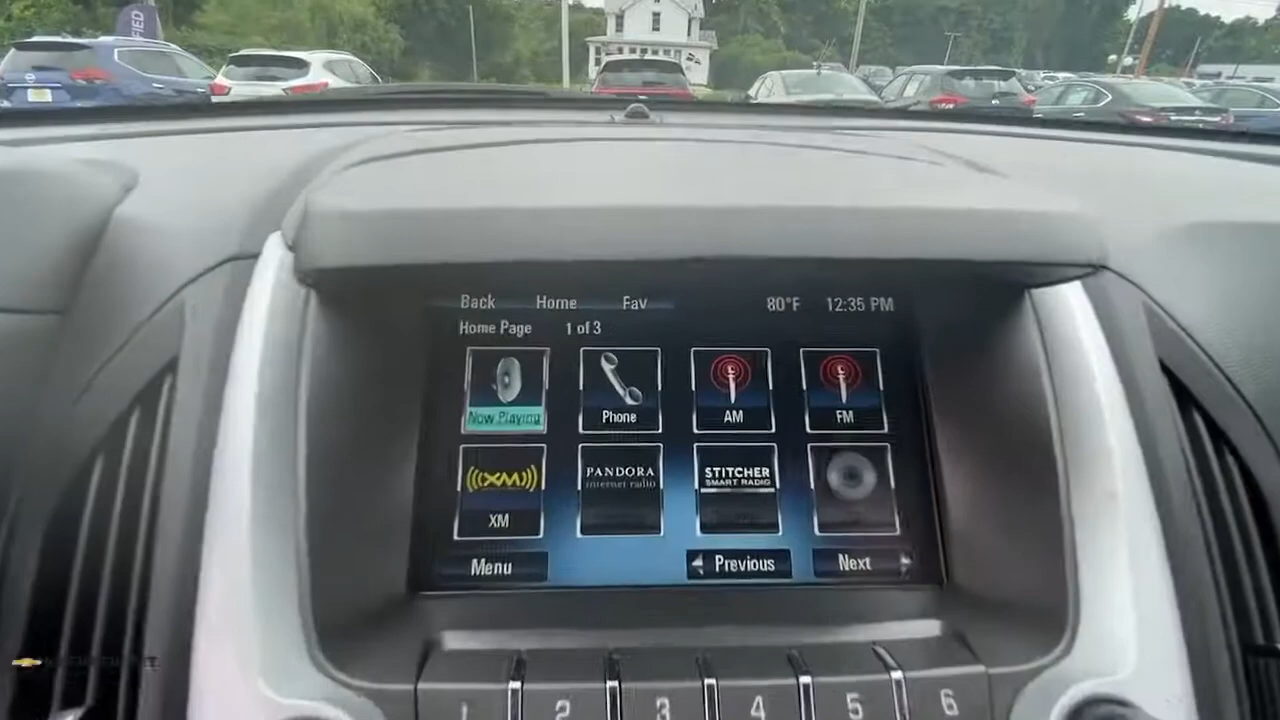 FIED
Back Home Fav 80°F 12:35 PM
Home Page 1 of 3
Now Playing Phone AM FM
XM PANDORA internet radio STITCHER SMART RADIO
XM
Menu Previous Next
1 2 3 4 5 6